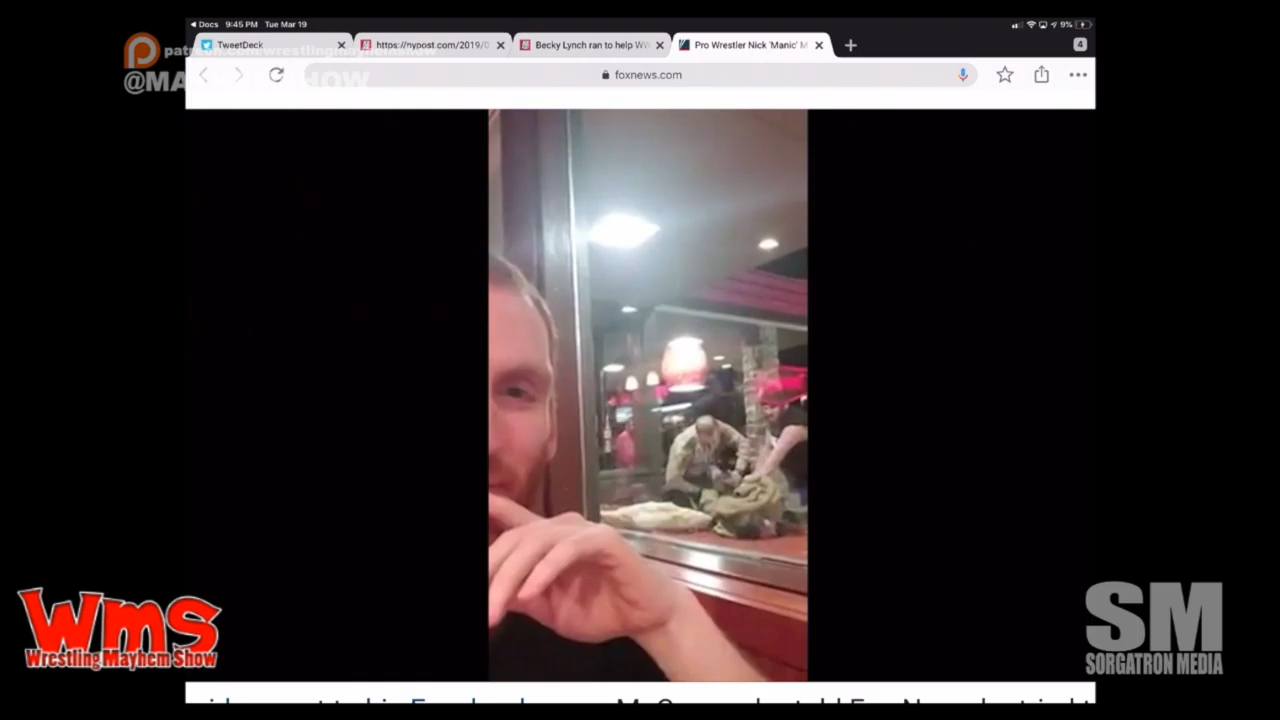 Docs 9:45 PM Tue Mar 19
9%
TweetDeck
https://nypost.com/2019/0
Becky Lynch ran to help WW
Pro Wrestler Nick 'Manic' M
4
foxnews.com
WmS
Wrestling Mayhem Show
SM
SORGATRON MEDIA